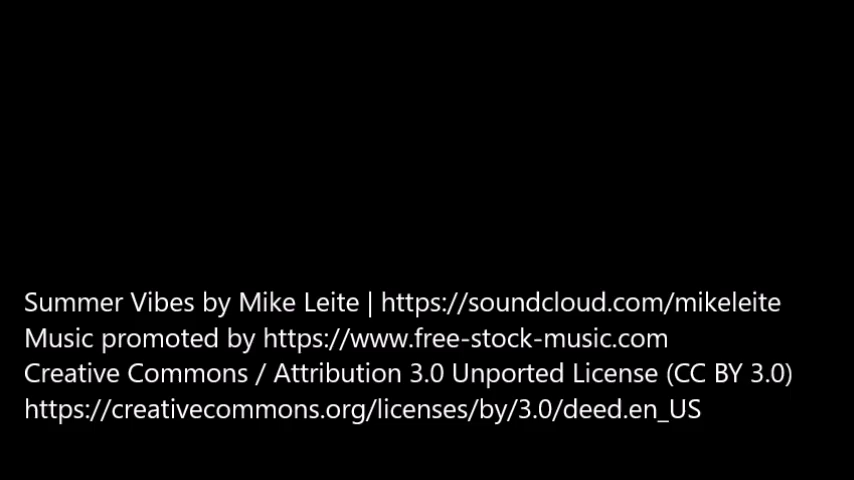 Summer Vibes by Mike Leite | https://soundcloud.com/mikeleite
Music promoted by https://www.free-stock-music.com
Creative Commons / Attribution 3.0 Unported License (CC BY 3.0)
https://creativecommons.org/licenses/by/3.0/deed.en_US